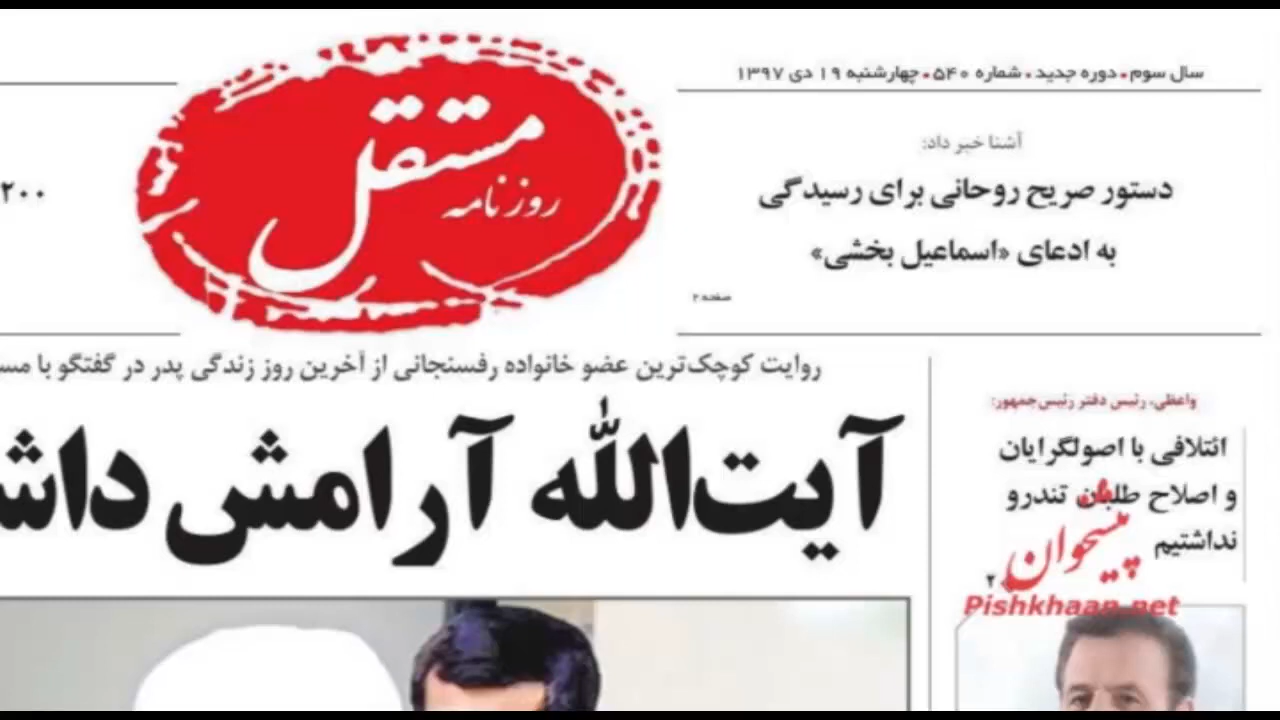 سال سوم • دوره جدید • شماره ۵۴۰ • چهارشنبه ۱۹ دی ۱۳۹۷
مستقل
روزنامه
۲۰۰
آشنا خبر داد:
دستور صریح روحانی برای رسیدگی
به ادعای «اسماعیل بخشی»
صفحه ۲
روایت کوچک‌ترین عضو خانواده رفسنجانی از آخرین روز زندگی پدر در گفتگو با
آیت‌الله آرامش
واعظی، رئیس دفتر رئیس‌جمهور:
ائتلافی با اصولگرایان
و اصلاح طلبان تندرو
نداشتیم
۲
پیشخوان
Pishkhaan.net